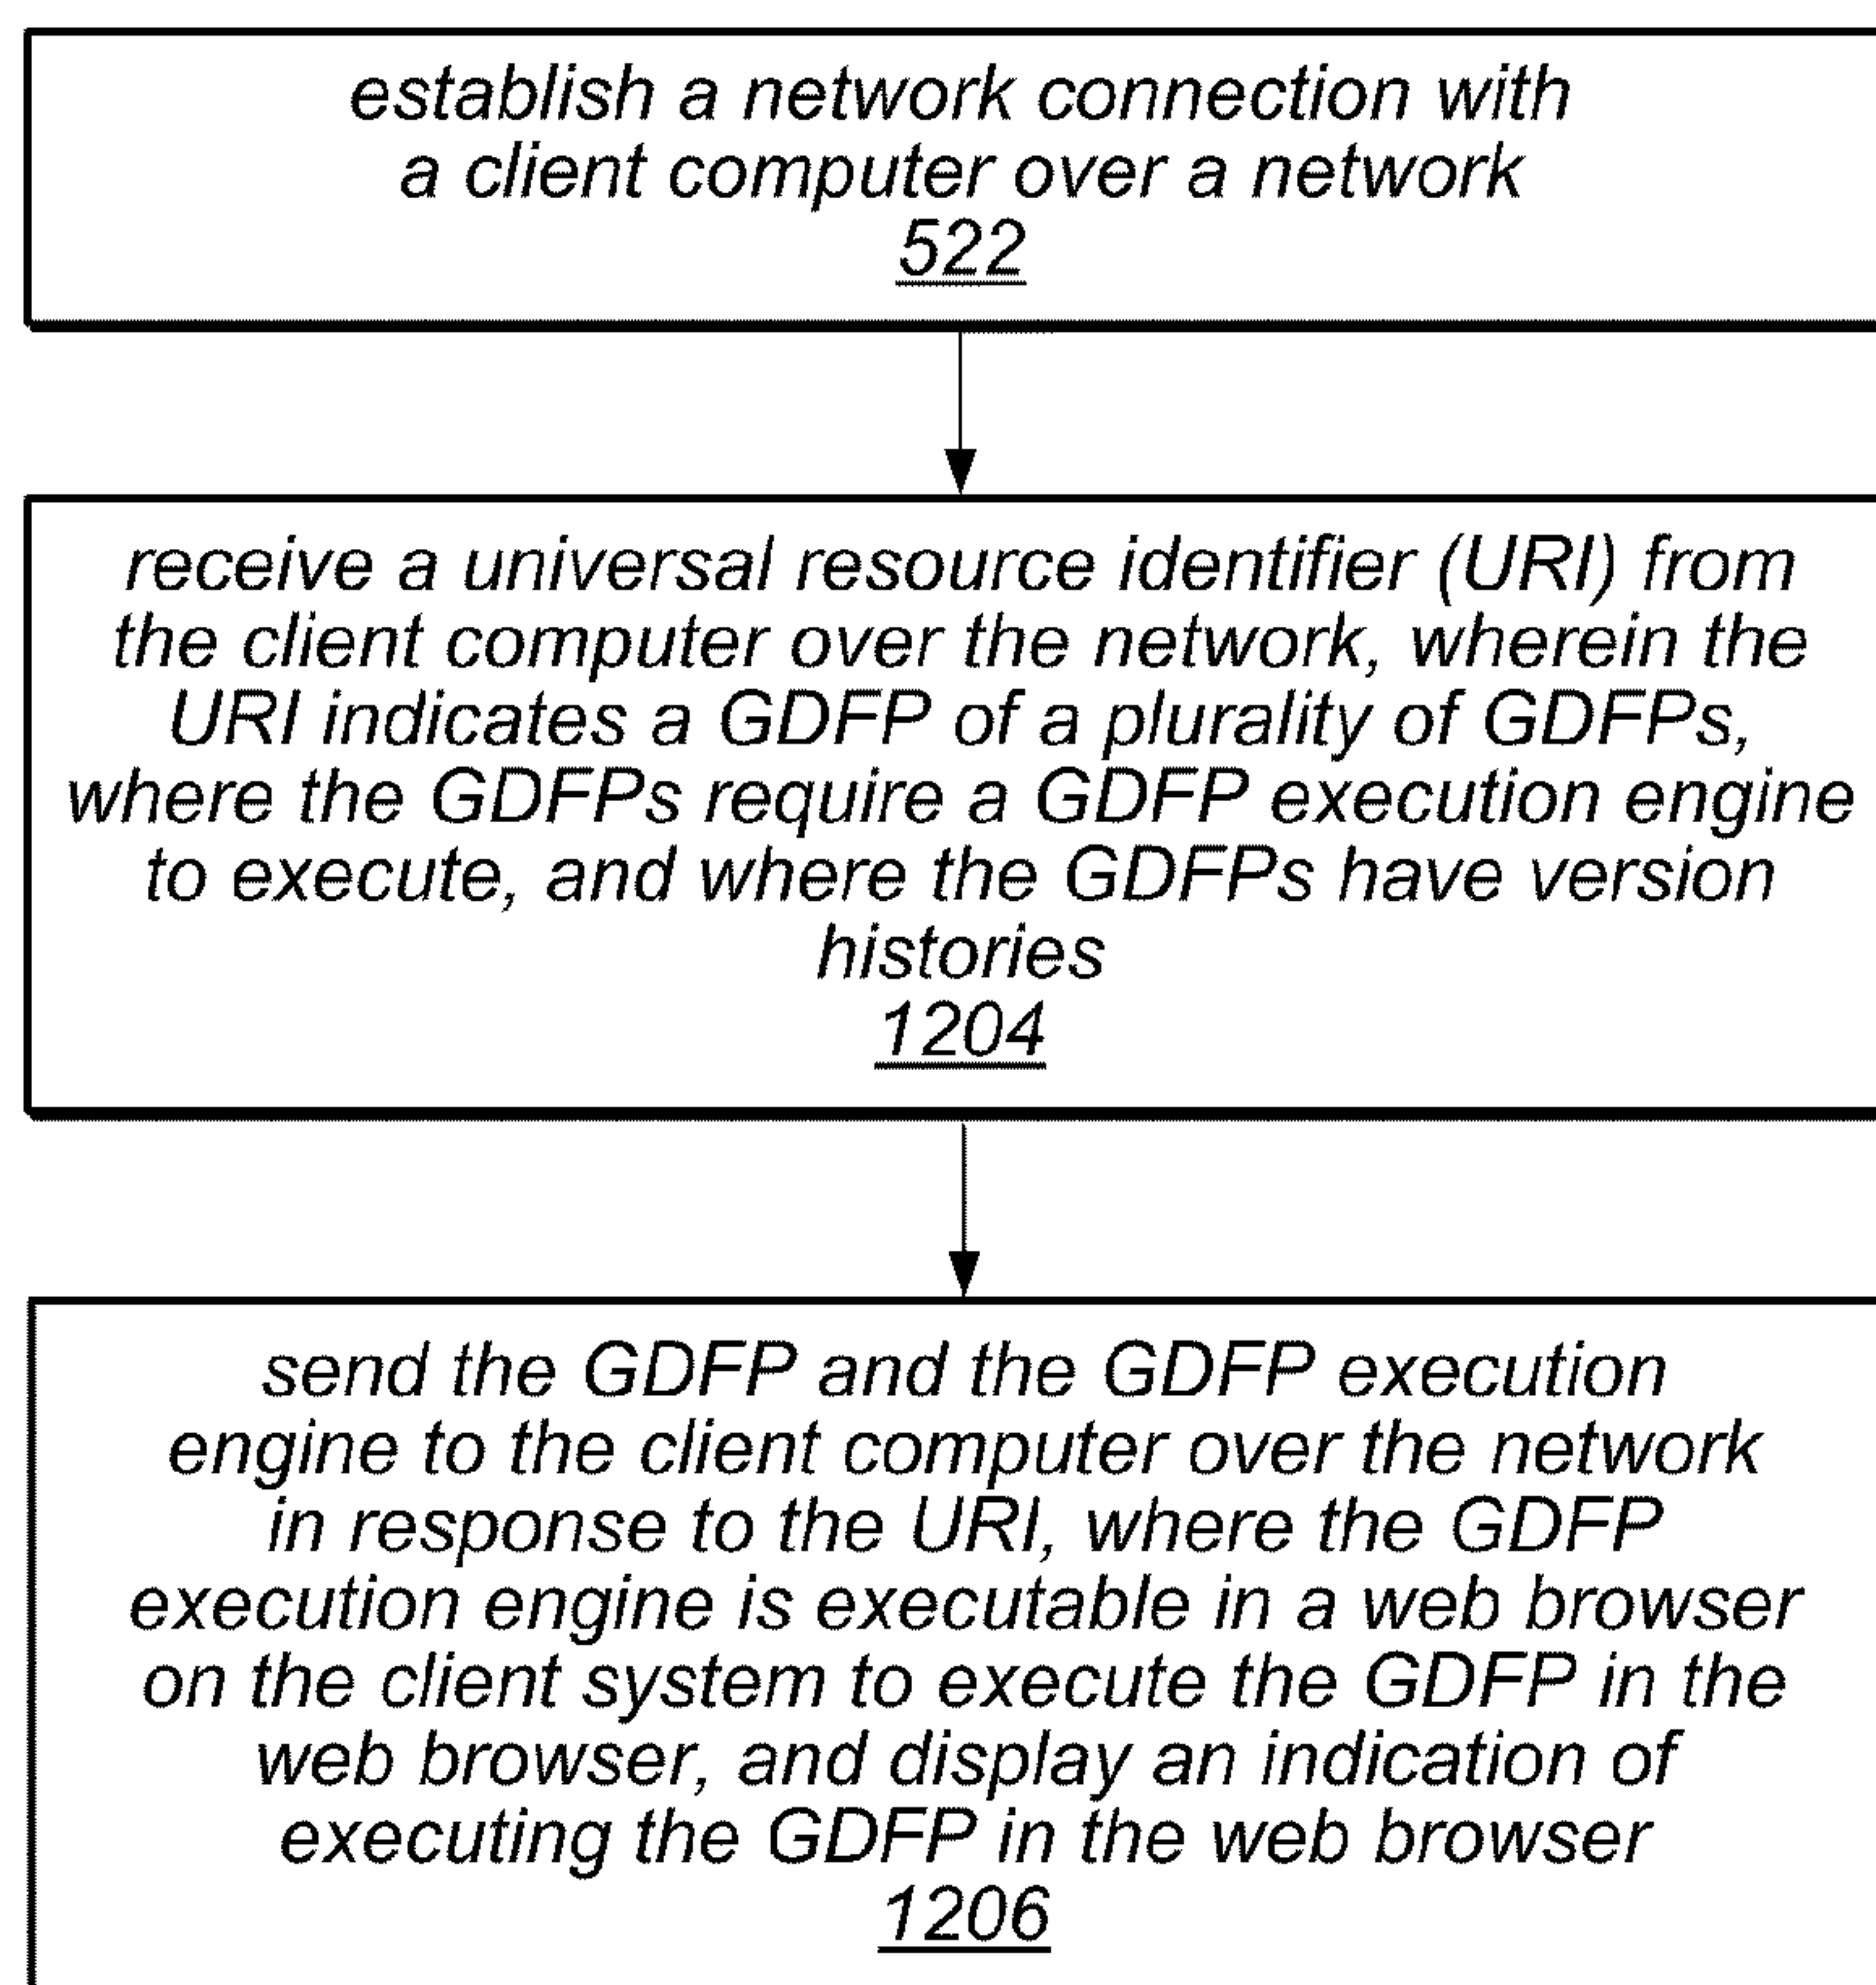 establish a network connection with
a client computer over a network
522
receive a universal resource identifier (URI) from
the client computer over the network, wherein the
URI indicates a GDFP of a plurality of GDFPs,
where the GDFPs require a GDFP execution engine
to execute, and where the GDFPs have version
histories
1204
send the GDFP and the GDFP execution
engine to the client computer over the network
in response to the URI, where the GDFP
execution engine is executable in a web browser
on the client system to execute the GDFP in the
web browser, and display an indication of
executing the GDFP in the web browser
1206